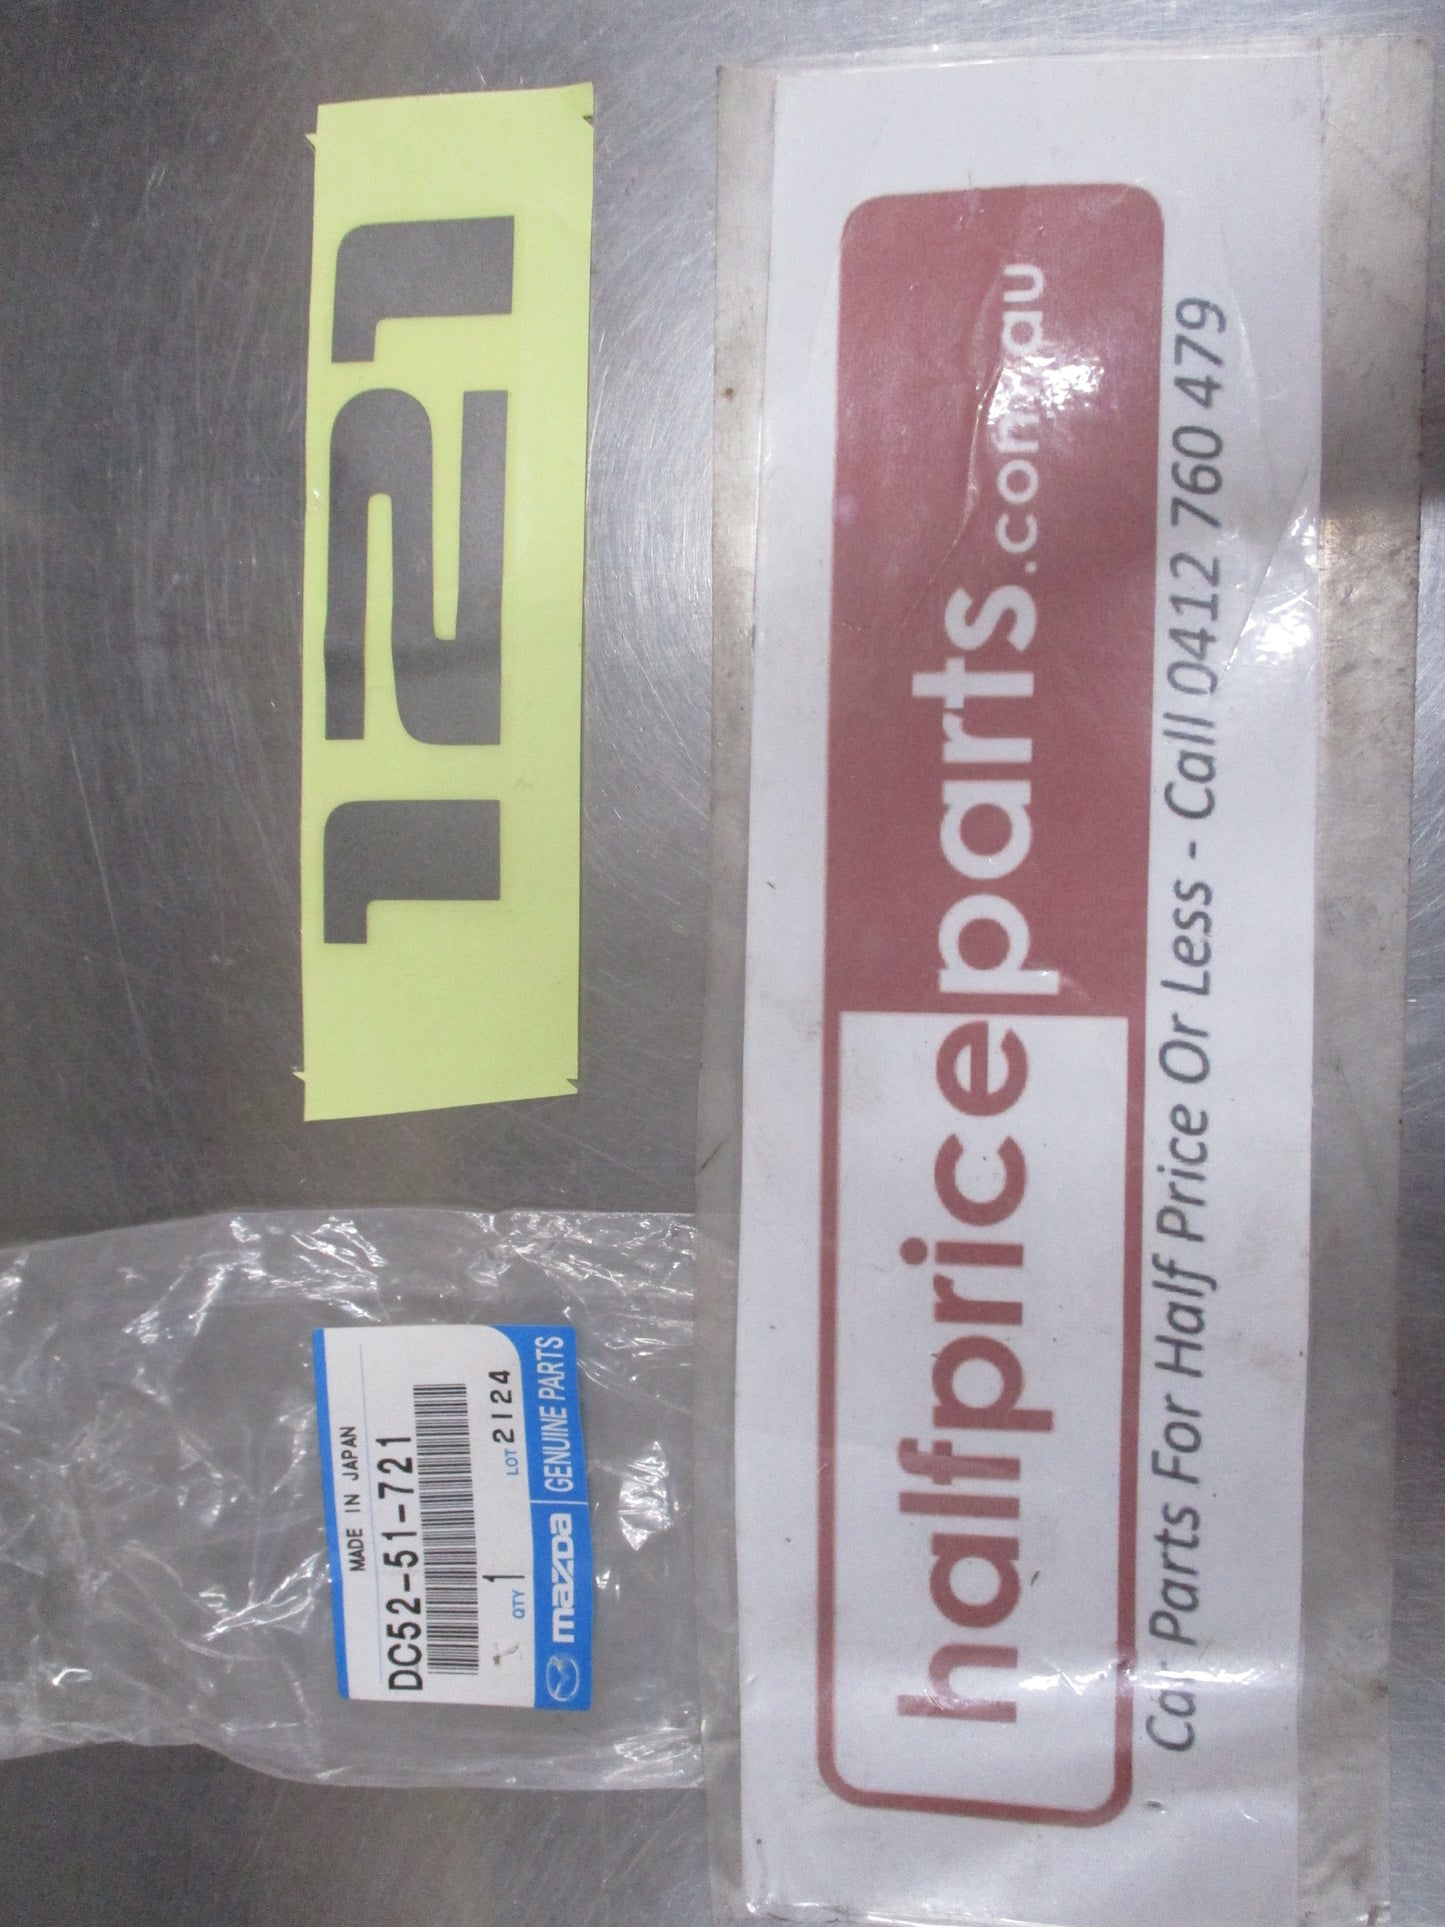 121
MADE IN JAPAN
DC52-51-721
QTY 1 LOT 2124
mazda GENUINE PARTS
halfpriceparts.com.au
Car Parts For Half Price Or Less - Call 0412 760 479